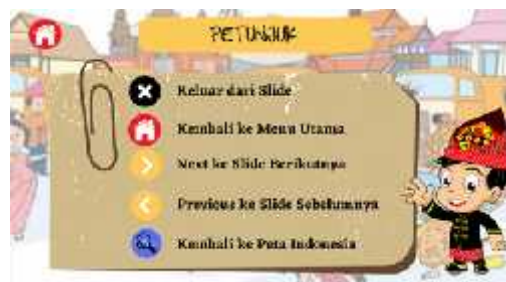 PETUNJUK
Keluar dari Slide
Kembali ke Menu Utama
Next ke Slide Berikutnya
Previous ke Slide Sebelumnya
Kembali ke Peta Indonesia